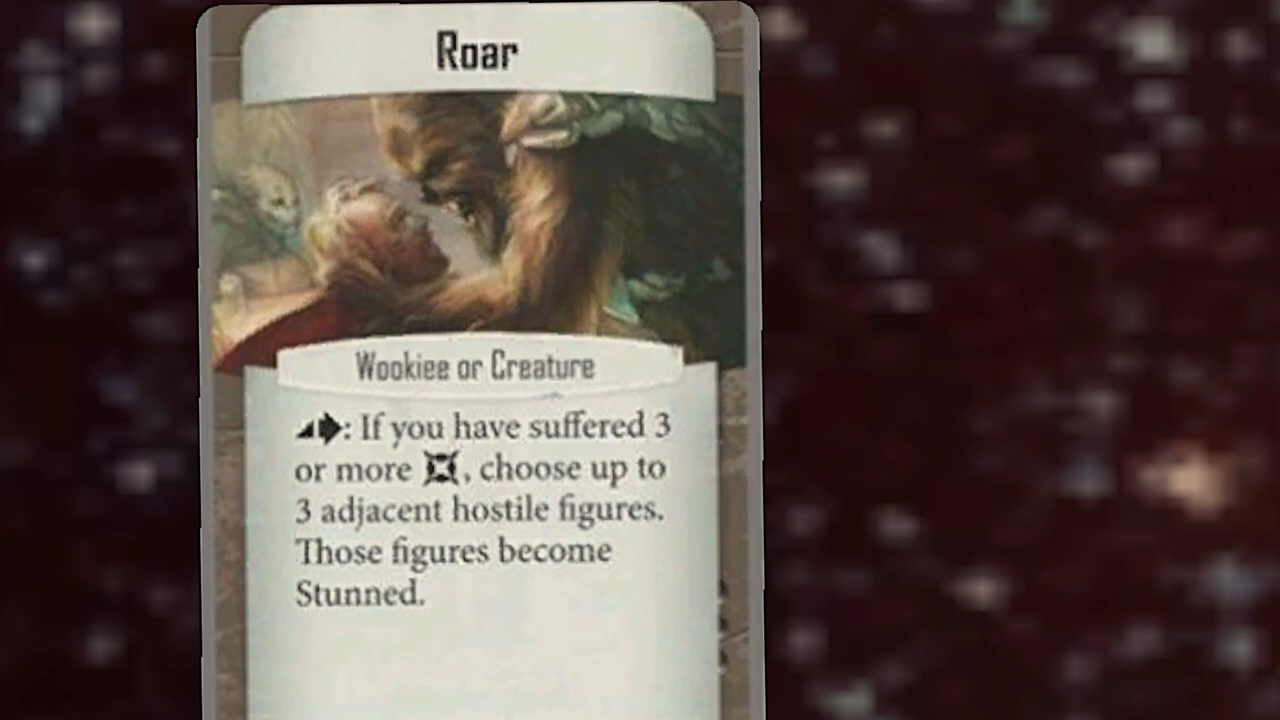 Roar
Wookiee or Creature
: If you have suffered 3
or more , choose up to
3 adjacent hostile figures.
Those figures become
Stunned.